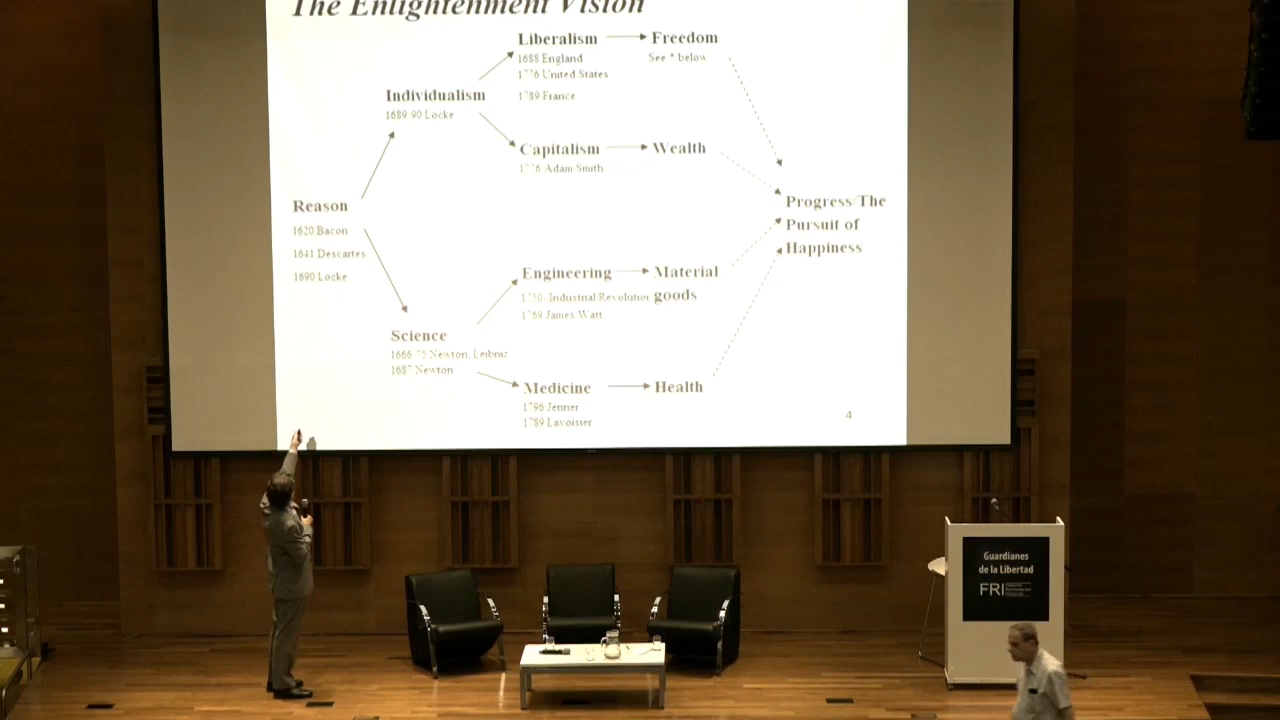 The Enlightenment Vision
Liberalism
1688 England
1776 United States
1789 France
Freedom
See * below
Individualism
1689-90 Locke
Capitalism
1776 Adam Smith
Wealth
Reason
1620 Bacon
1641 Descartes
1690 Locke
Progress/The
Pursuit of
Happiness
Engineering
1750- Industrial Revolution
1769 James Watt
Material
goods
Science
1666-75 Newton, Leibniz
1687 Newton
Medicine
1796 Jenner
1789 Lavoisier
Health
4
Guardianes
de la Libertad
FRI